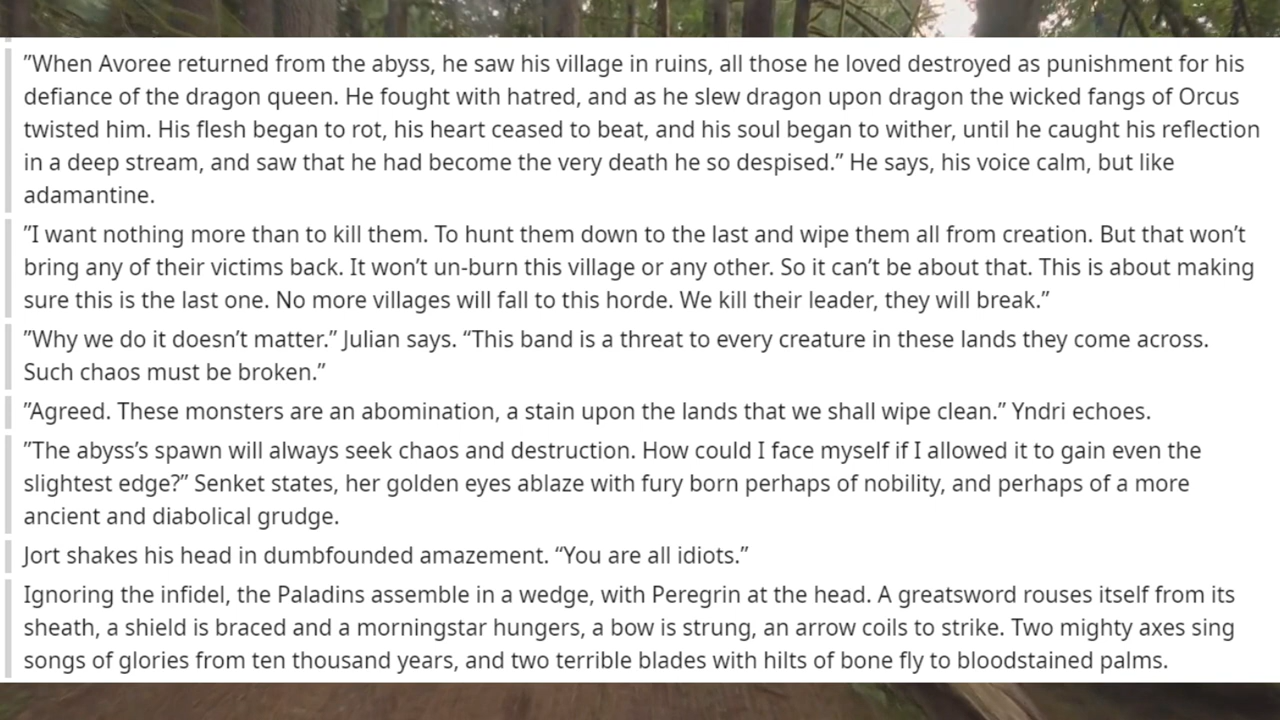 ”When Avoree returned from the abyss, he saw his village in ruins, all those he loved destroyed as punishment for his
defiance of the dragon queen. He fought with hatred, and as he slew dragon upon dragon the wicked fangs of Orcus
twisted him. His flesh began to rot, his heart ceased to beat, and his soul began to wither, until he caught his reflection
in a deep stream, and saw that he had become the very death he so despised.” He says, his voice calm, but like
adamantine.
”I want nothing more than to kill them. To hunt them down to the last and wipe them all from creation. But that won’t
bring any of their victims back. It won’t un-burn this village or any other. So it can’t be about that. This is about making
sure this is the last one. No more villages will fall to this horde. We kill their leader, they will break.”
”Why we do it doesn’t matter.” Julian says. “This band is a threat to every creature in these lands they come across.
Such chaos must be broken.”
”Agreed. These monsters are an abomination, a stain upon the lands that we shall wipe clean.” Yndri echoes.
”The abyss’s spawn will always seek chaos and destruction. How could I face myself if I allowed it to gain even the
slightest edge?” Senket states, her golden eyes ablaze with fury born perhaps of nobility, and perhaps of a more
ancient and diabolical grudge.
Jort shakes his head in dumbfounded amazement. “You are all idiots.”
Ignoring the infidel, the Paladins assemble in a wedge, with Peregrin at the head. A greatsword rouses itself from its
sheath, a shield is braced and a morningstar hungers, a bow is strung, an arrow coils to strike. Two mighty axes sing
songs of glories from ten thousand years, and two terrible blades with hilts of bone fly to bloodstained palms.